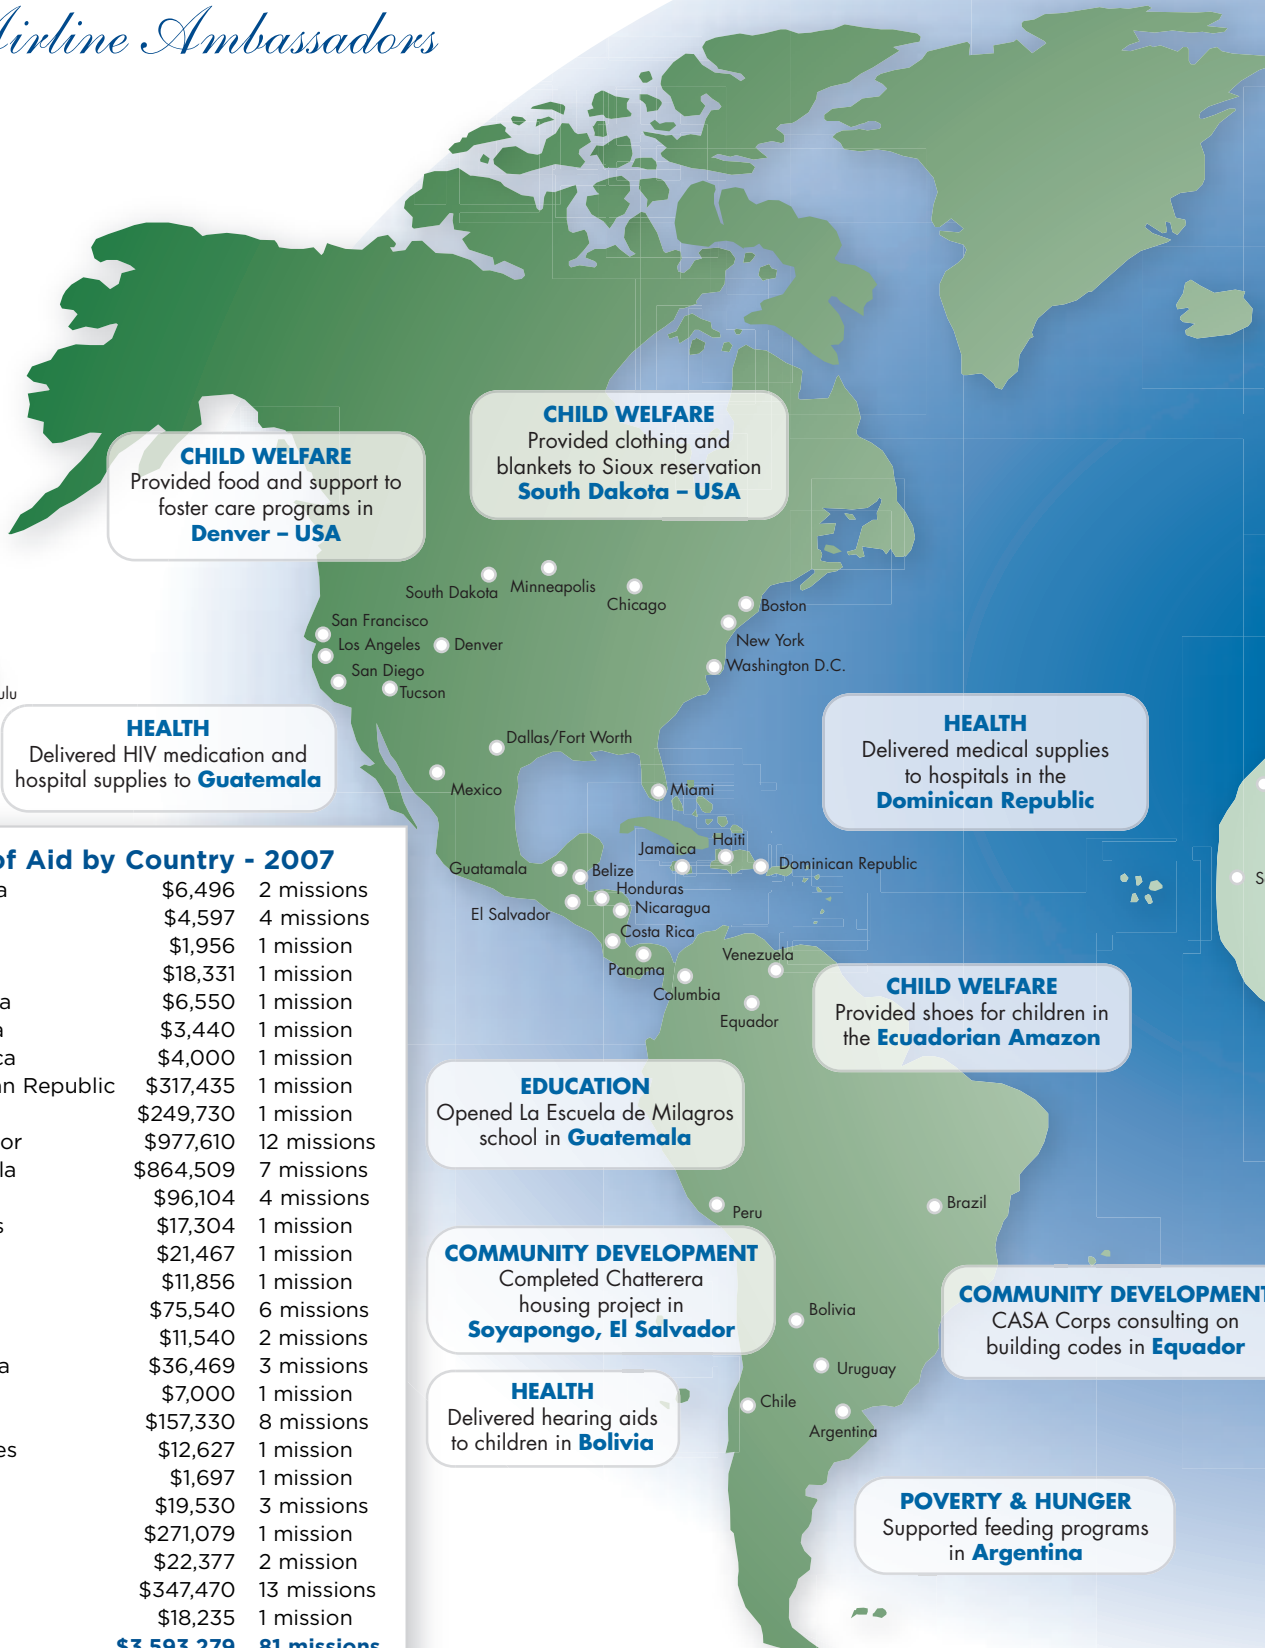 Airline Ambassadors
CHILD WELFARE
Provided clothing and
blankets to Sioux reservation
South Dakota – USA
CHILD WELFARE
Provided food and support to
foster care programs in
Denver – USA
South Dakota
Minneapolis
Chicago
Boston
New York
Washington D.C.
San Francisco
Los Angeles
Denver
San Diego
Tucson
ulu
HEALTH
Delivered HIV medication and
hospital supplies to Guatemala
Dallas/Fort Worth
Mexico
Miami
HEALTH
Delivered medical supplies
to hospitals in the
Dominican Republic
Haiti
Jamaica
Dominican Republic
Guatamala
Belize
Honduras
El Salvador
Nicaragua
Costa Rica
Panama
Venezuela
Columbia
Equador
S
CHILD WELFARE
Provided shoes for children in
the Ecuadorian Amazon
EDUCATION
Opened La Escuela de Milagros
school in Guatemala
Peru
Brazil
COMMUNITY DEVELOPMENT
Completed Chatterera
housing project in
Soyapongo, El Salvador
COMMUNITY DEVELOPMENT
CASA Corps consulting on
building codes in Equador
Bolivia
Uruguay
Chile
Argentina
HEALTH
Delivered hearing aids
to children in Bolivia
POVERTY & HUNGER
Supported feeding programs
in Argentina
of Aid by Country - 2007
a $6,496 2 missions
$4,597 4 missions
$1,956 1 mission
$18,331 1 mission
a $6,550 1 mission
a $3,440 1 mission
ca $4,000 1 mission
an Republic $317,435 1 mission
$249,730 1 mission
or $977,610 12 missions
la $864,509 7 missions
$96,104 4 missions
s $17,304 1 mission
$21,467 1 mission
$11,856 1 mission
$75,540 6 missions
$11,540 2 missions
a $36,469 3 missions
$7,000 1 mission
$157,330 8 missions
es $12,627 1 mission
$1,697 1 mission
$19,530 3 missions
$271,079 1 mission
$22,377 2 mission
$347,470 13 missions
$18,235 1 mission
$3,593,279 81 missions